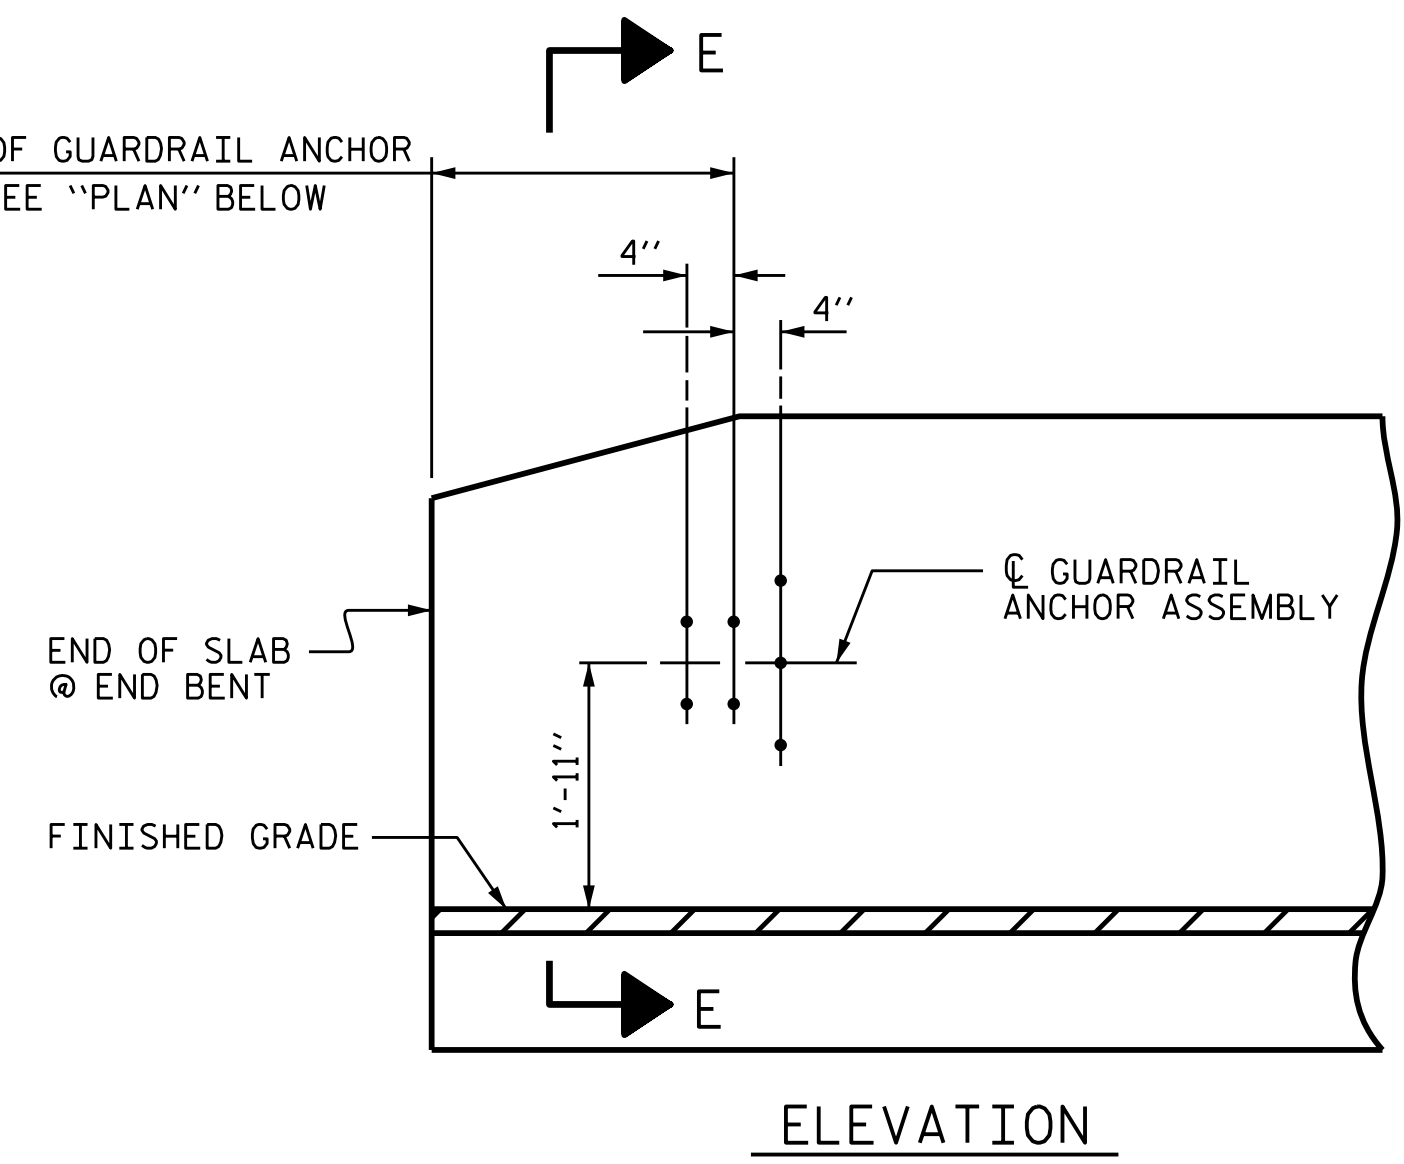 E
OF GUARDRAIL ANCHOR
EE "PLAN" BELOW
4"
4"
℄ GUARDRAIL
ANCHOR ASSEMBLY
END OF SLAB
@ END BENT
1'-11"
FINISHED GRADE
E
ELEVATION